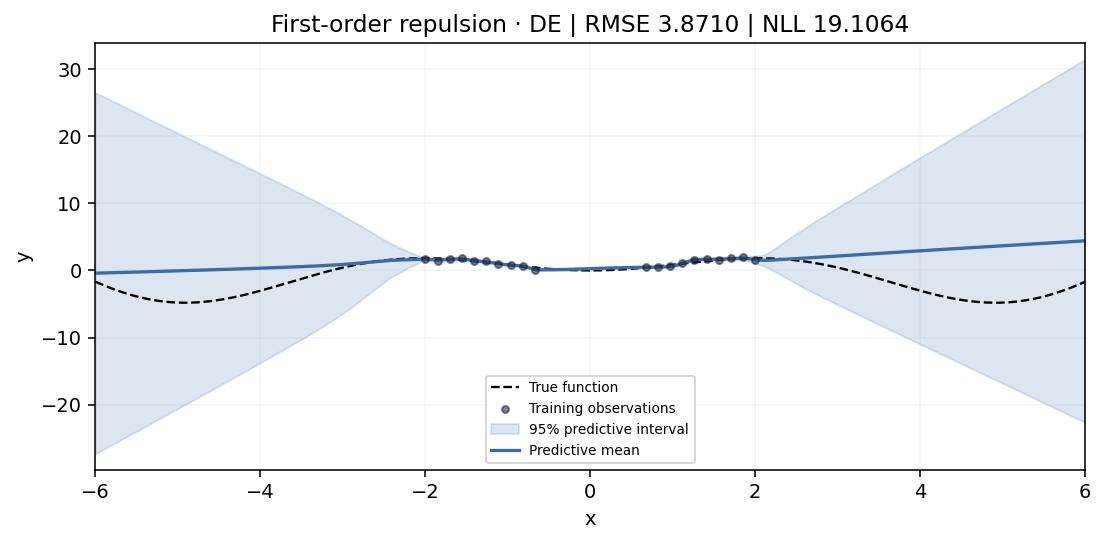 First-order repulsion · DE | RMSE 3.8710 | NLL 19.1064
30
20
10
0
−10
−20
y
True function
Training observations
95% predictive interval
Predictive mean
−6
−4
−2
0
2
4
6
x